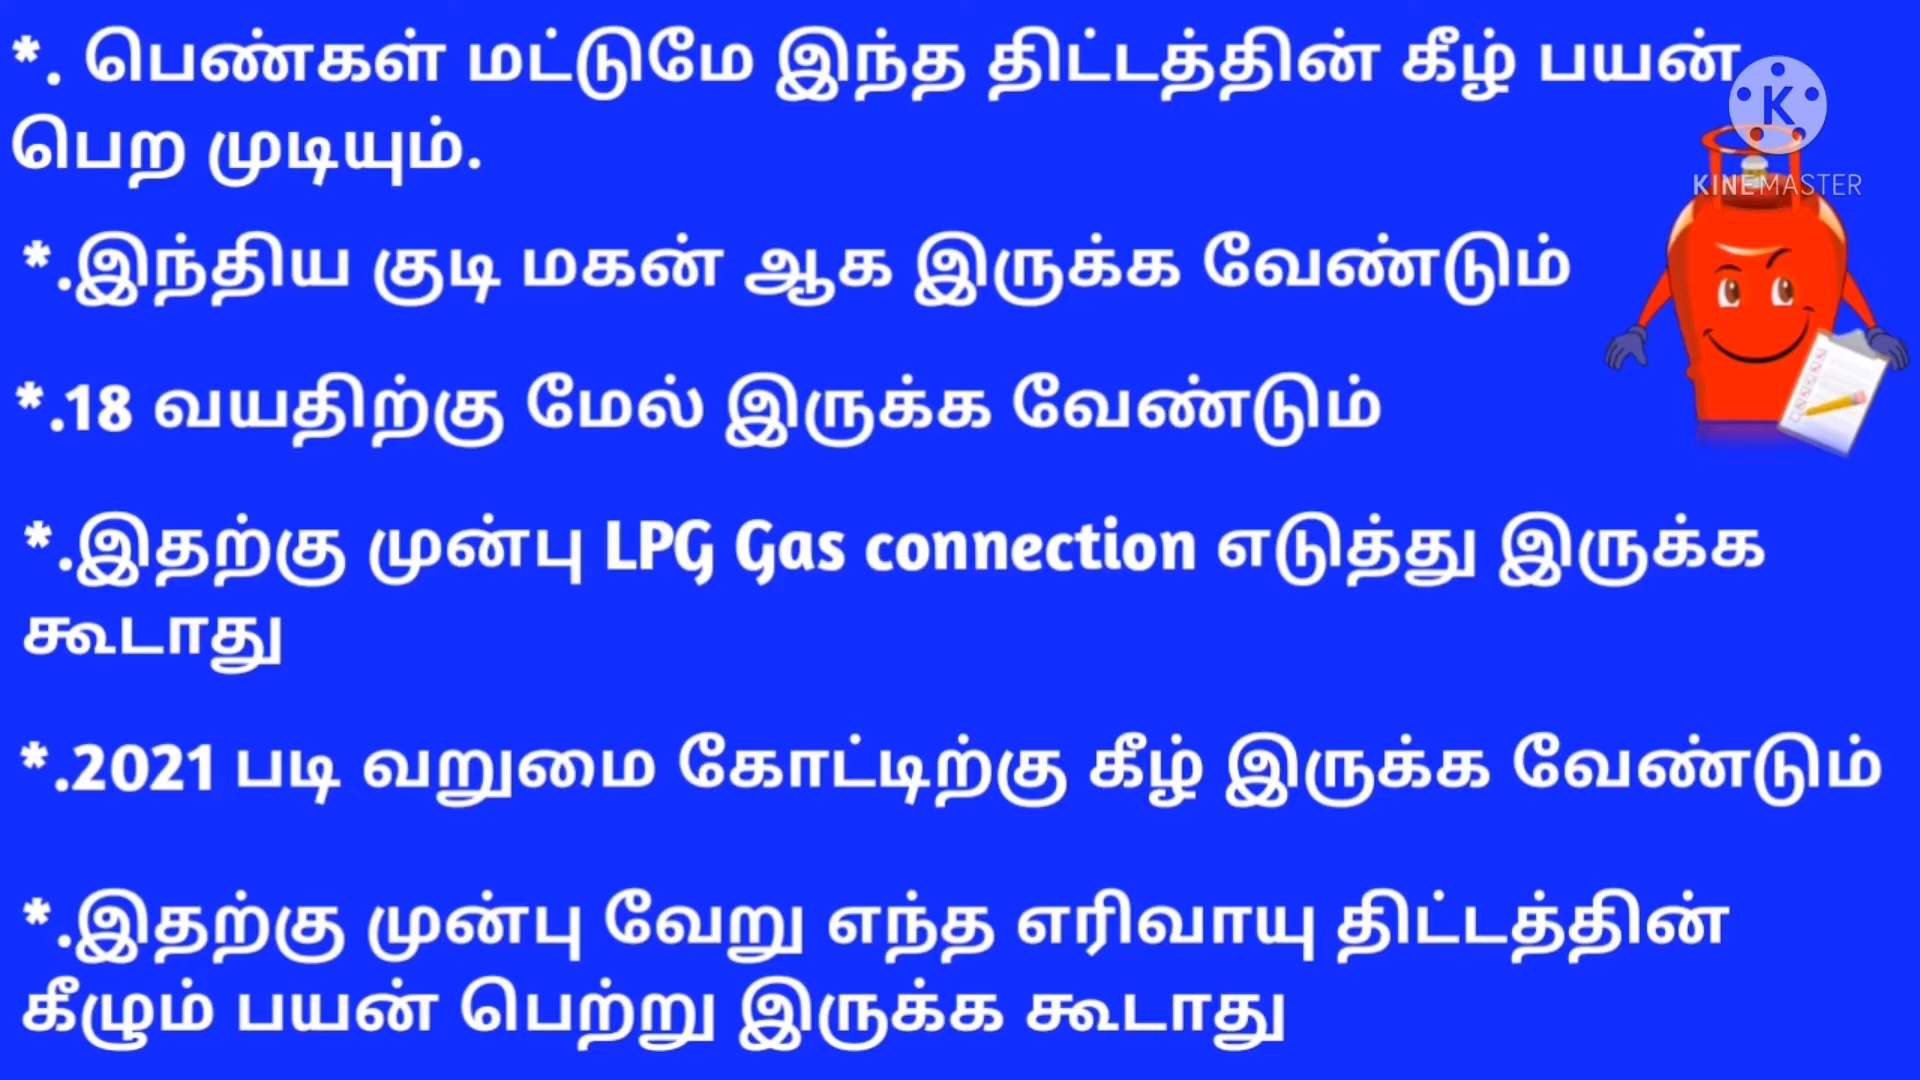 *. பெண்கள் மட்டுமே இந்த திட்டத்தின் கீழ் பயன்
பெற முடியும்.
KINEMASTER
*.இந்திய குடி மகன் ஆக இருக்க வேண்டும்
*.18 வயதிற்கு மேல் இருக்க வேண்டும்
*.இதற்கு முன்பு LPG Gas connection எடுத்து இருக்க
கூடாது
*.2021 படி வறுமை கோட்டிற்கு கீழ் இருக்க வேண்டும்
*.இதற்கு முன்பு வேறு எந்த எரிவாயு திட்டத்தின்
கீழும் பயன் பெற்று இருக்க கூடாது